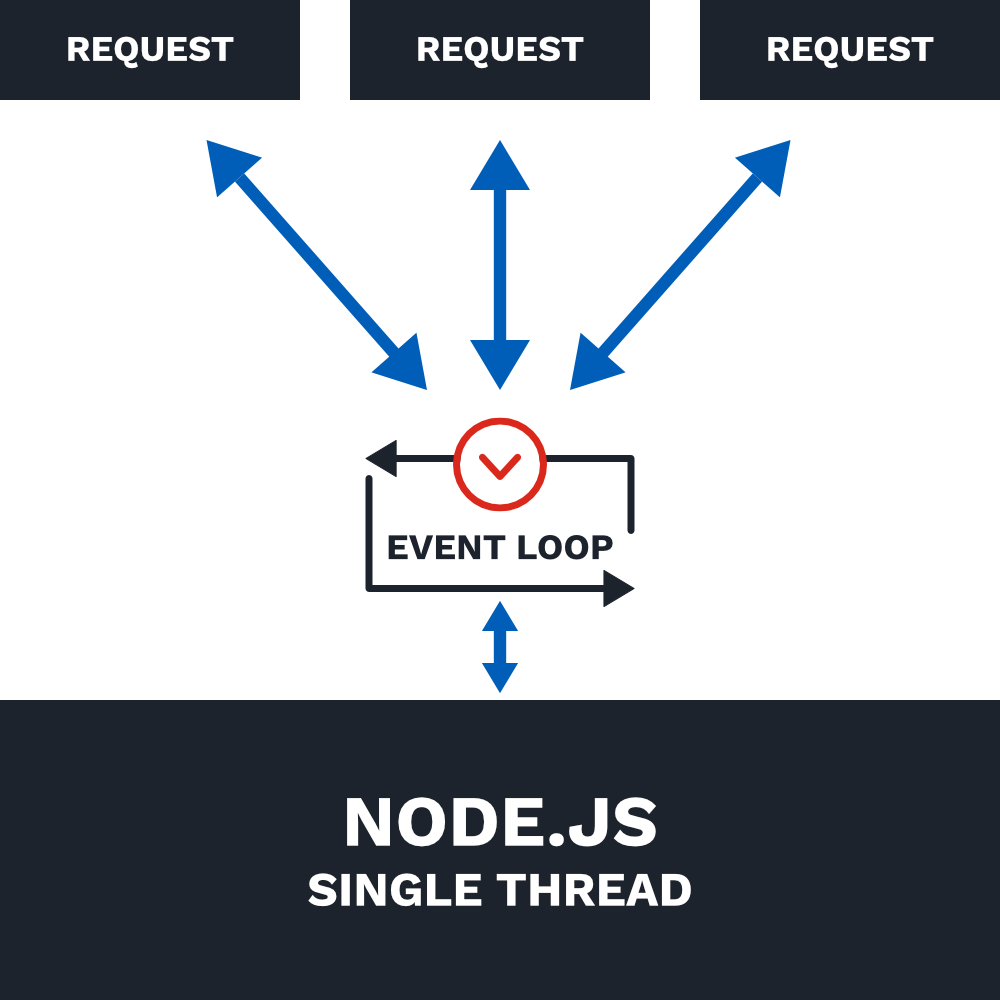 REQUEST
REQUEST
REQUEST
EVENT LOOP
NODE.JS
SINGLE THREAD